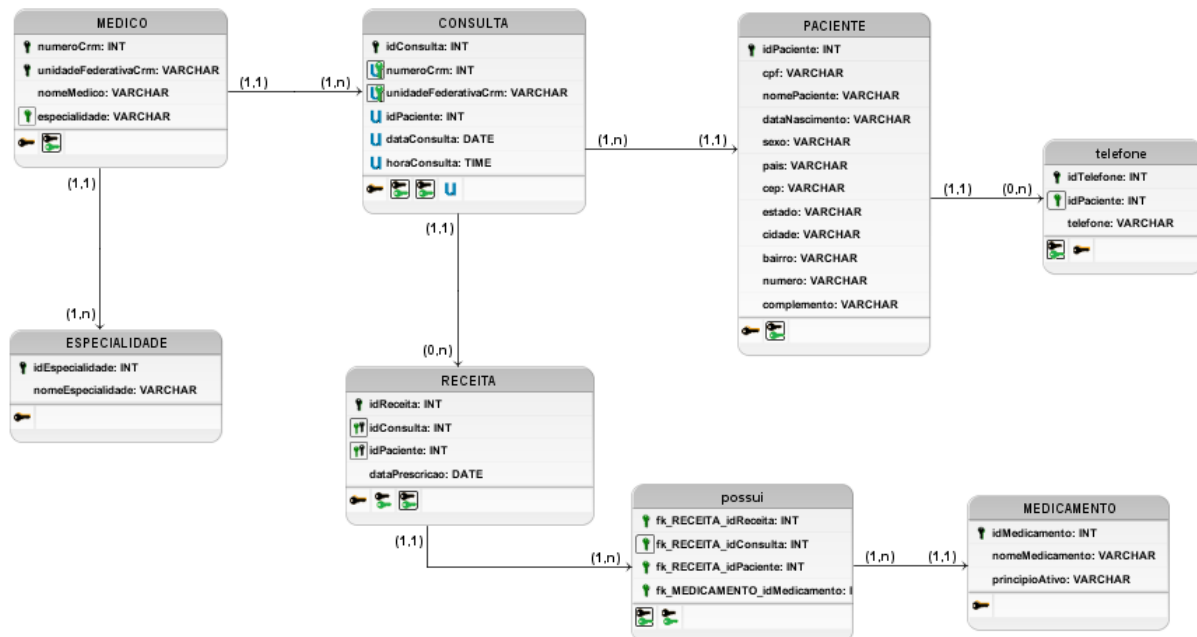 MEDICO
numeroCrm: INT
unidadeFederativaCrm: VARCHAR
nomeMedico: VARCHAR
especialidade: VARCHAR
(1,1)
(1,n)
CONSULTA
idConsulta: INT
numeroCrm: INT
unidadeFederativaCrm: VARCHAR
U idPaciente: INT
U dataConsulta: DATE
U horaConsulta: TIME
U
(1,n)
(1,1)
PACIENTE
idPaciente: INT
cpf: VARCHAR
nomePaciente: VARCHAR
dataNascimento: VARCHAR
sexo: VARCHAR
pais: VARCHAR
cep: VARCHAR
estado: VARCHAR
cidade: VARCHAR
bairro: VARCHAR
numero: VARCHAR
complemento: VARCHAR
(1,1)
(0,n)
telefone
idTelefone: INT
idPaciente: INT
telefone: VARCHAR
(1,1)
(1,n)
ESPECIALIDADE
idEspecialidade: INT
nomeEspecialidade: VARCHAR
(1,1)
(0,n)
RECEITA
idReceita: INT
idConsulta: INT
idPaciente: INT
dataPrescricao: DATE
(1,1)
(1,n)
possui
fk_RECEITA_idReceita: INT
fk_RECEITA_idConsulta: INT
fk_RECEITA_idPaciente: INT
fk_MEDICAMENTO_idMedicamento: I
(1,n)
(1,1)
MEDICAMENTO
idMedicamento: INT
nomeMedicamento: VARCHAR
principioAtivo: VARCHAR